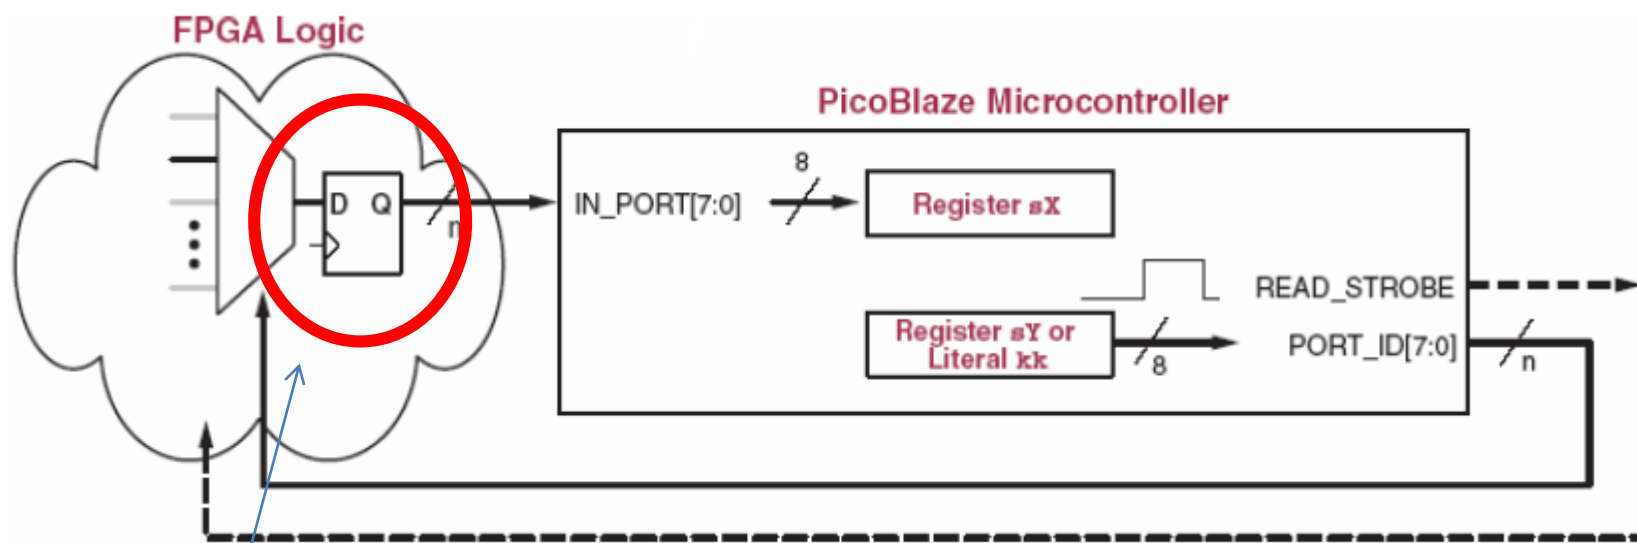 FPGA Logic
PicoBlaze Microcontroller
D Q
n
IN_PORT[7:0]
8
Register sX
READ_STROBE
Register sY or
Literal kk
8
PORT_ID[7:0]
n